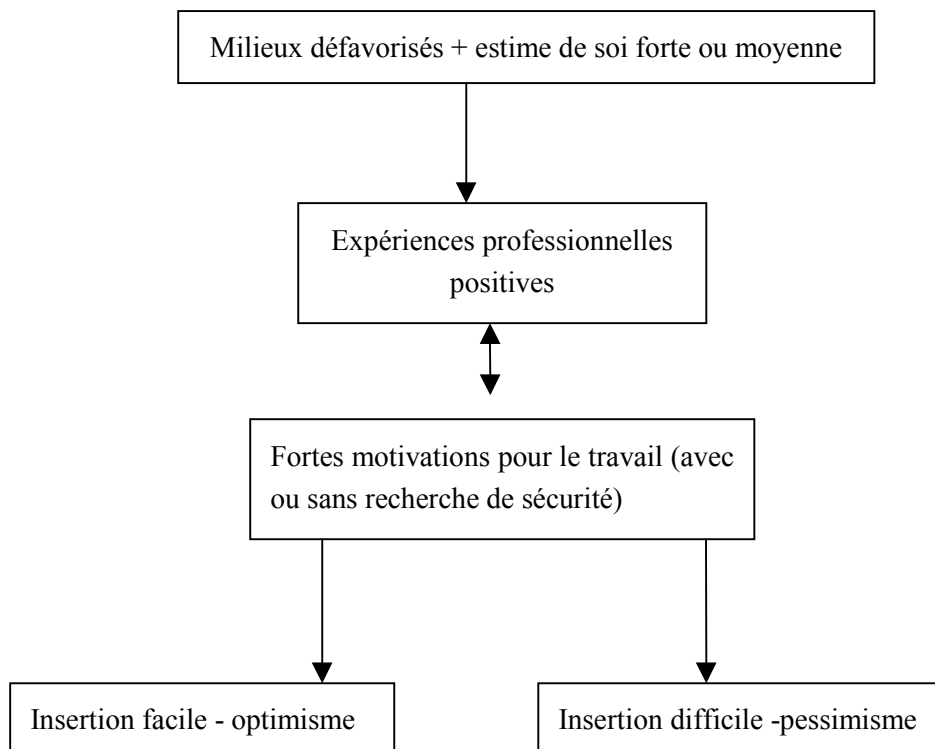 Milieux défavorisés + estime de soi forte ou moyenne
Expériences professionnelles
positives
Fortes motivations pour le travail (avec
ou sans recherche de sécurité)
Insertion facile - optimisme
Insertion difficile -pessimisme